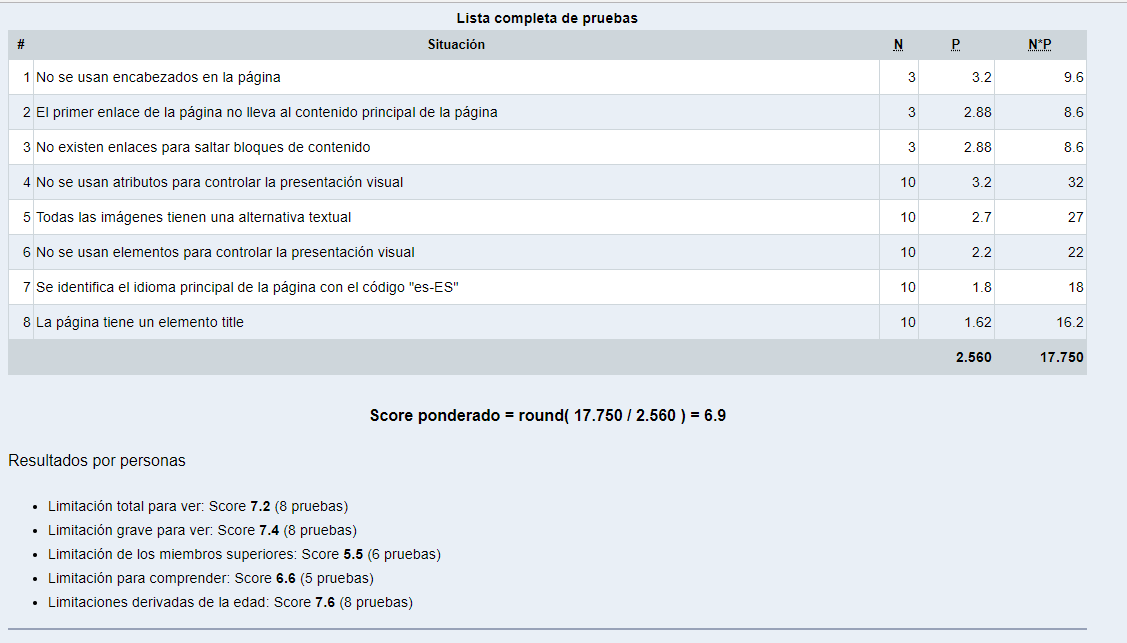 Lista completa de pruebas
# Situación N P N*P
1 No se usan encabezados en la página 3 3.2 9.6
2 El primer enlace de la página no lleva al contenido principal de la página 3 2.88 8.6
3 No existen enlaces para saltar bloques de contenido 3 2.88 8.6
4 No se usan atributos para controlar la presentación visual 10 3.2 32
5 Todas las imágenes tienen una alternativa textual 10 2.7 27
6 No se usan elementos para controlar la presentación visual 10 2.2 22
7 Se identifica el idioma principal de la página con el código "es-ES" 10 1.8 18
8 La página tiene un elemento title 10 1.62 16.2
2.560 17.750
Score ponderado = round( 17.750 / 2.560 ) = 6.9
Resultados por personas
• Limitación total para ver: Score 7.2 (8 pruebas)
• Limitación grave para ver: Score 7.4 (8 pruebas)
• Limitación de los miembros superiores: Score 5.5 (6 pruebas)
• Limitación para comprender: Score 6.6 (5 pruebas)
• Limitaciones derivadas de la edad: Score 7.6 (8 pruebas)